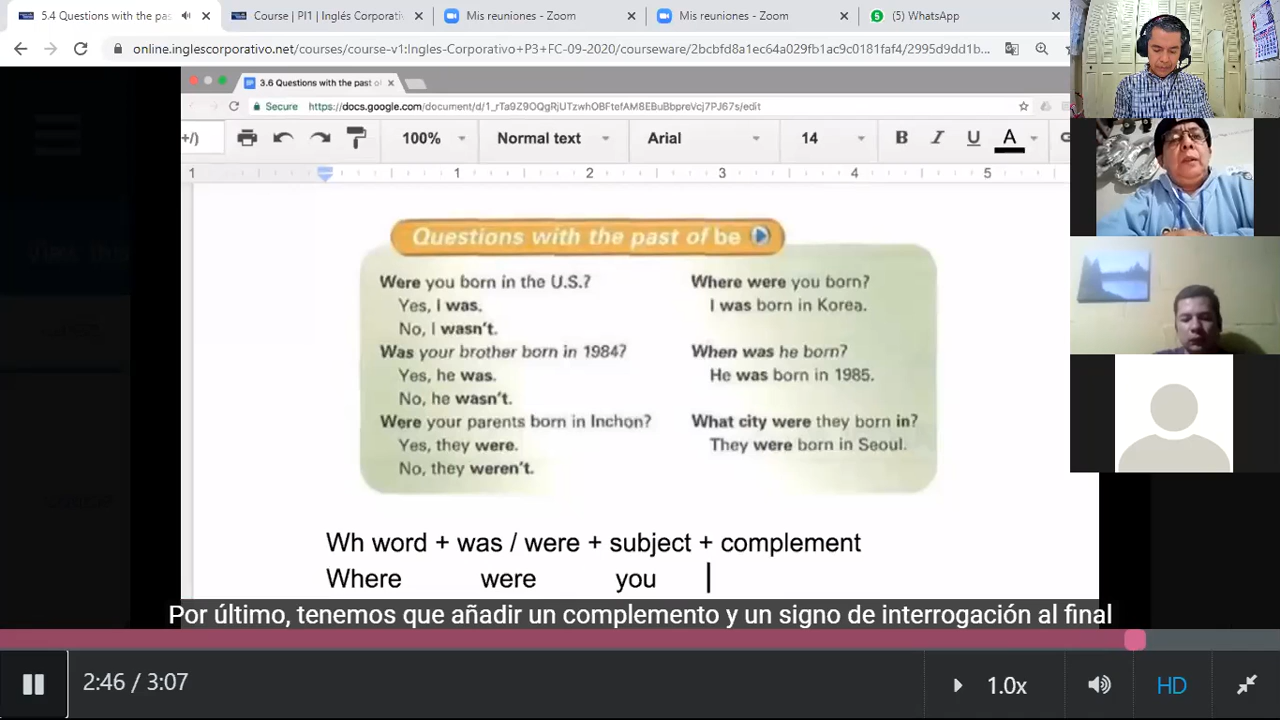 5.4 Questions with the pas
Course | PI1 | Inglés Corporativ
Mis reuniones - Zoom
Mis reuniones - Zoom
(5) WhatsApp
online.inglescorporativo.net/courses/course-v1:Ingles-Corporativo+P3+FC-09-2020/courseware/2bcbfd8a1ec64a029fb1ac9c0181faf4/2995d9dd1b...
3.6 Questions with the past o
Secure https://docs.google.com/document/d/1_rTa9Z9OQgRjUTzwhOBFtefAM8EBuBbpreVcj7PJ67s/edit
+/) 100% Normal text Arial 14 B I U A
1 1 2 3 4 5
Questions with the past of be
Were you born in the U.S.?
Yes, I was.
No, I wasn't.
Was your brother born in 1984?
Yes, he was.
No, he wasn't.
Were your parents born in Inchon?
Yes, they were.
No, they weren't.
Where were you born?
I was born in Korea.
When was he born?
He was born in 1985.
What city were they born in?
They were born in Seoul.
Wh word + was / were + subject + complement
Where were you
Por último, tenemos que añadir un complemento y un signo de interrogación al final
2:46 / 3:07 1.0x HD